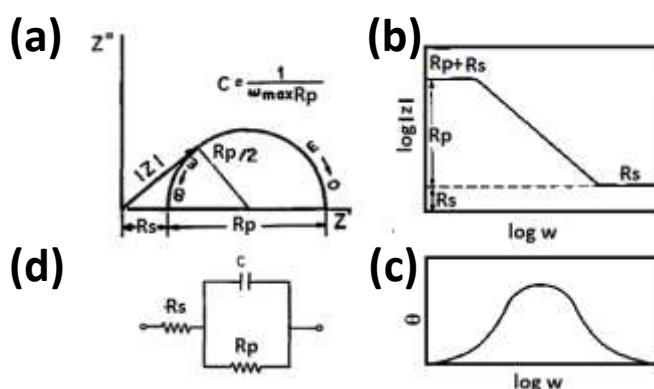 (a)
Z"
C = 1 / ωmaxRp
|Z|
Rp/2
ω→∞
ω→0
Rs
Rp
Z'
(b)
Rp+Rs
log|z|
Rp
Rs
Rs
log w
(d)
C
Rs
Rp
(c)
θ
log w